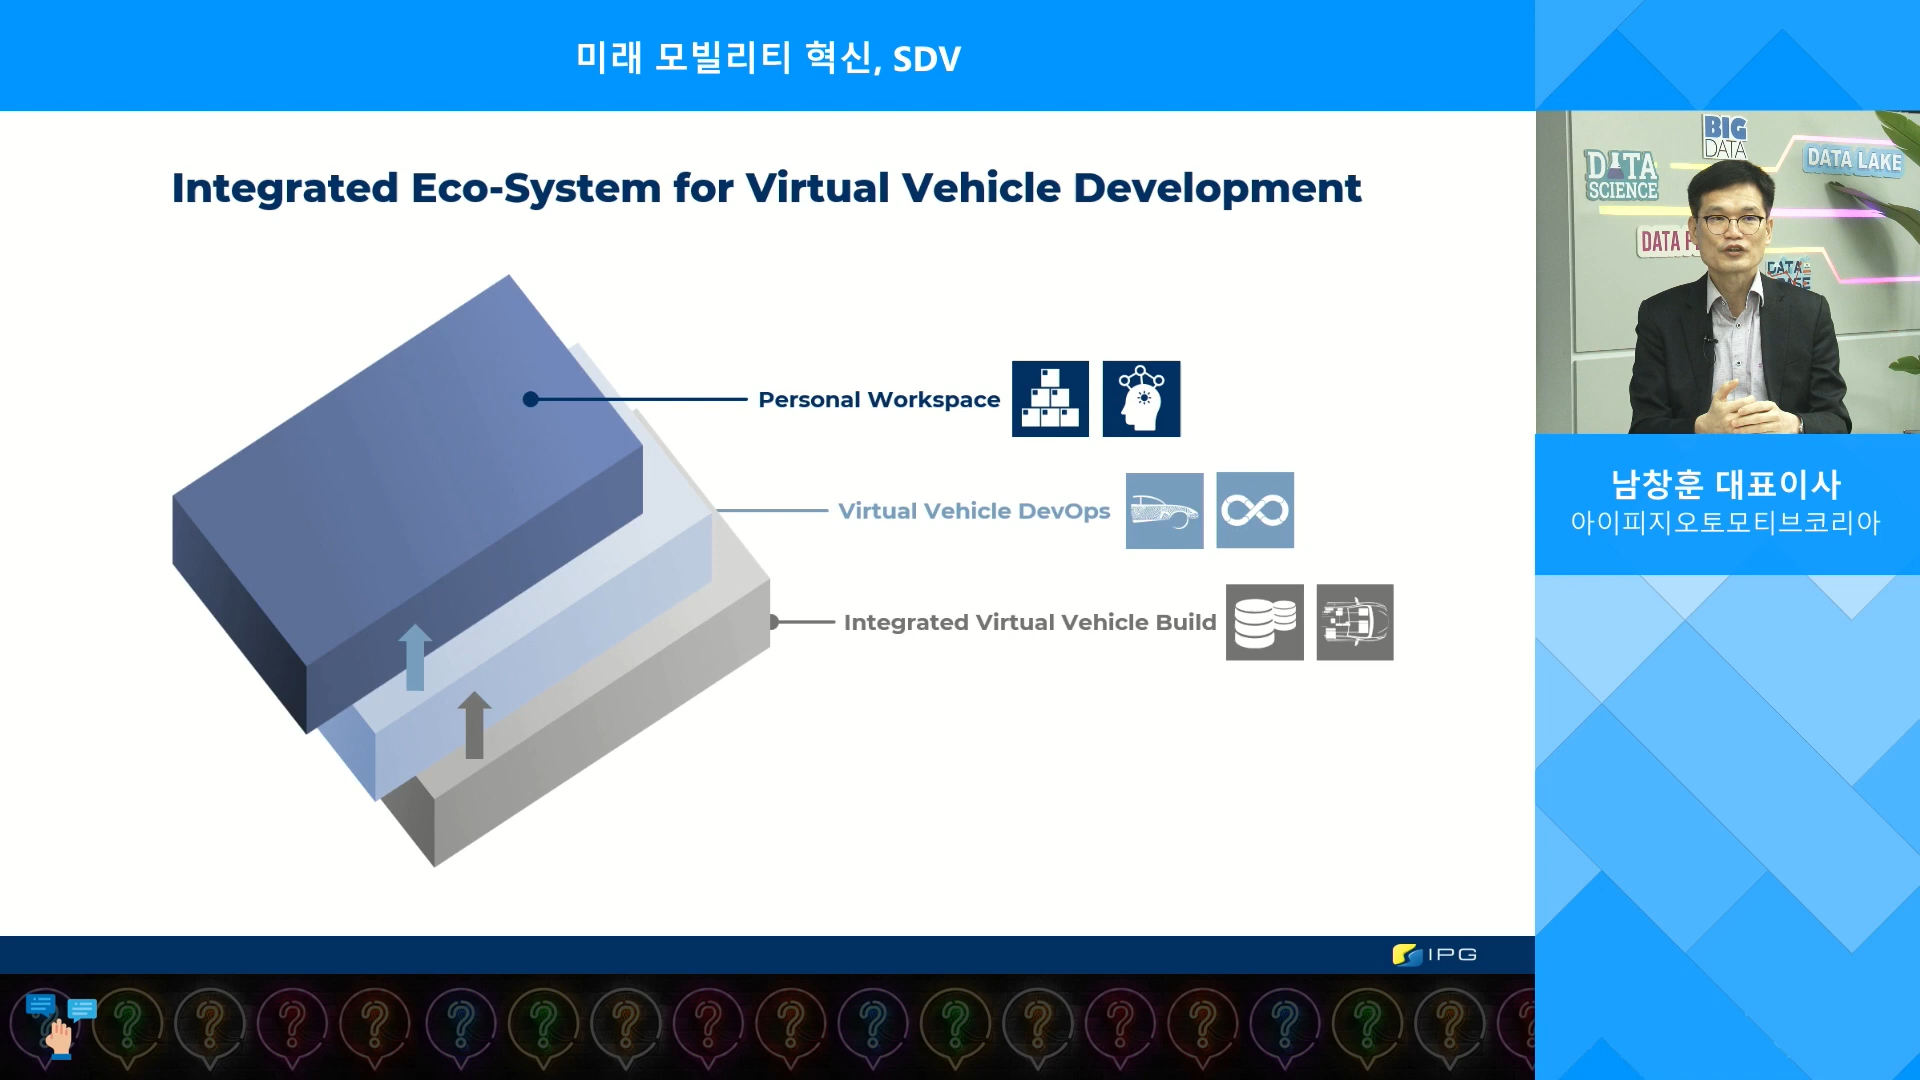 미래 모빌리티 혁신, SDV
Integrated Eco-System for Virtual Vehicle Development
Personal Workspace
Virtual Vehicle DevOps
Integrated Virtual Vehicle Build
IPG
BIG
DATA
DATA
SCIENCE
DATA LAKE
DATA
DATA
남창훈 대표이사
아이피지오토모티브코리아